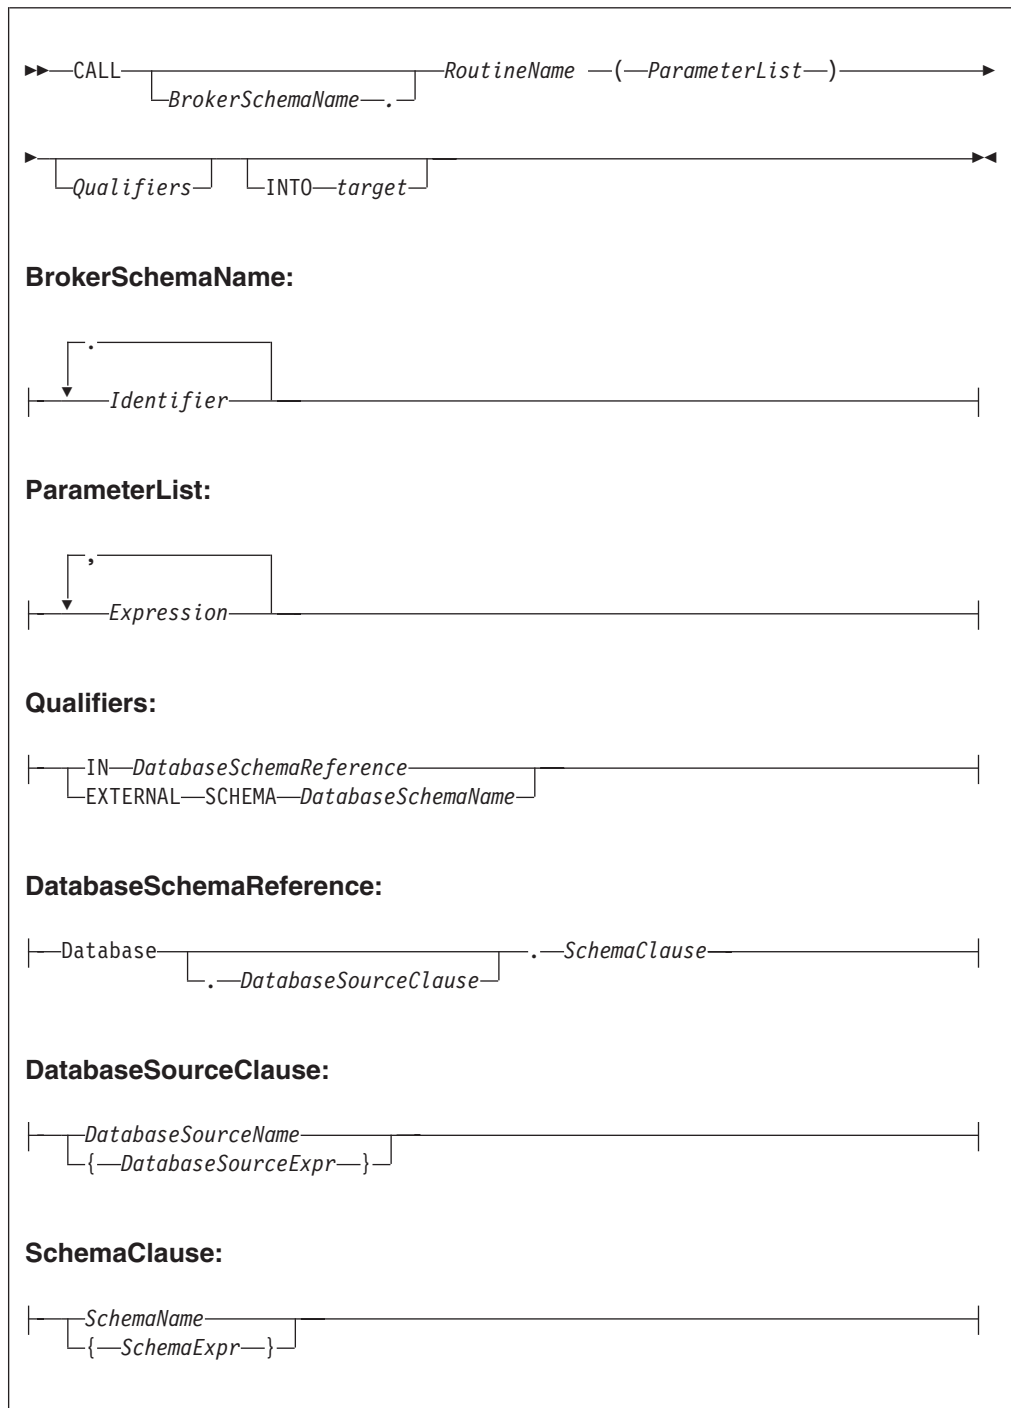 CALL RoutineName ( ParameterList )
BrokerSchemaName .
Qualifiers INTO target
BrokerSchemaName:
.
Identifier
ParameterList:
,
Expression
Qualifiers:
IN DatabaseSchemaReference
EXTERNAL SCHEMA DatabaseSchemaName
DatabaseSchemaReference:
Database . SchemaClause
. DatabaseSourceClause
DatabaseSourceClause:
DatabaseSourceName
{ DatabaseSourceExpr }
SchemaClause:
SchemaName
{ SchemaExpr }